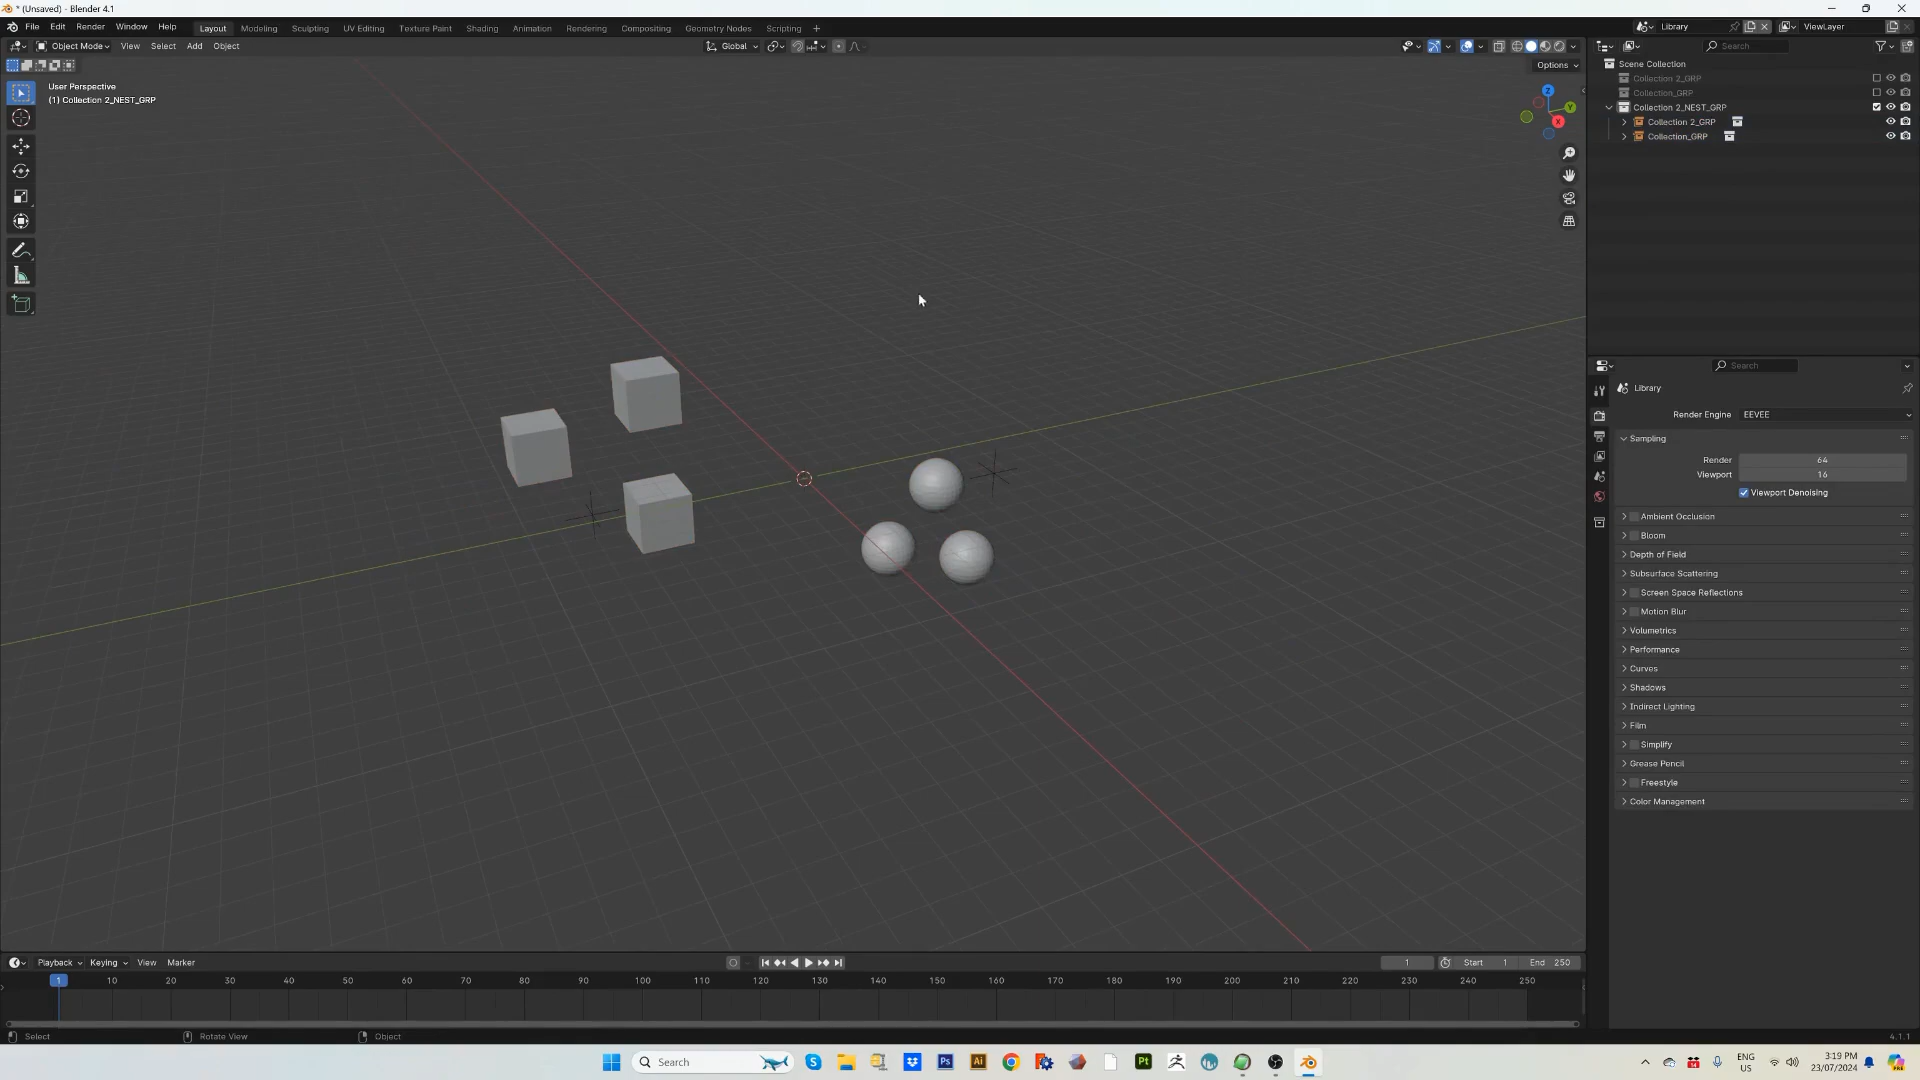 * (Unsaved) - Blender 4.1
File Edit Render Window Help Layout Modeling Sculpting UV Editing Texture Paint Shading Animation Rendering Compositing Geometry Nodes Scripting + Library ViewLayer
Object Mode View Select Add Object Global Search
Options
User Perspective
(1) Collection 2_NEST_GRP
Z
Y
X
Scene Collection
Collection 2_GRP
Collection_GRP
Collection 2_NEST_GRP
Collection 2_GRP
Collection_GRP
Search
Library
Render Engine EEVEE
Sampling
Render 64
Viewport 16
Viewport Denoising
Ambient Occlusion
Bloom
Depth of Field
Subsurface Scattering
Screen Space Reflections
Motion Blur
Volumetrics
Performance
Curves
Shadows
Indirect Lighting
Film
Simplify
Grease Pencil
Freestyle
Color Management
Playback Keying View Marker 1 Start 1 End 250
1 10 20 30 40 50 60 70 80 90 100 110 120 130 140 150 160 170 180 190 200 210 220 230 240 250
Select Rotate View Object 4.1.1
Search Ps Ai Pt ENG US 3:19 PM 23/07/2024 PRE